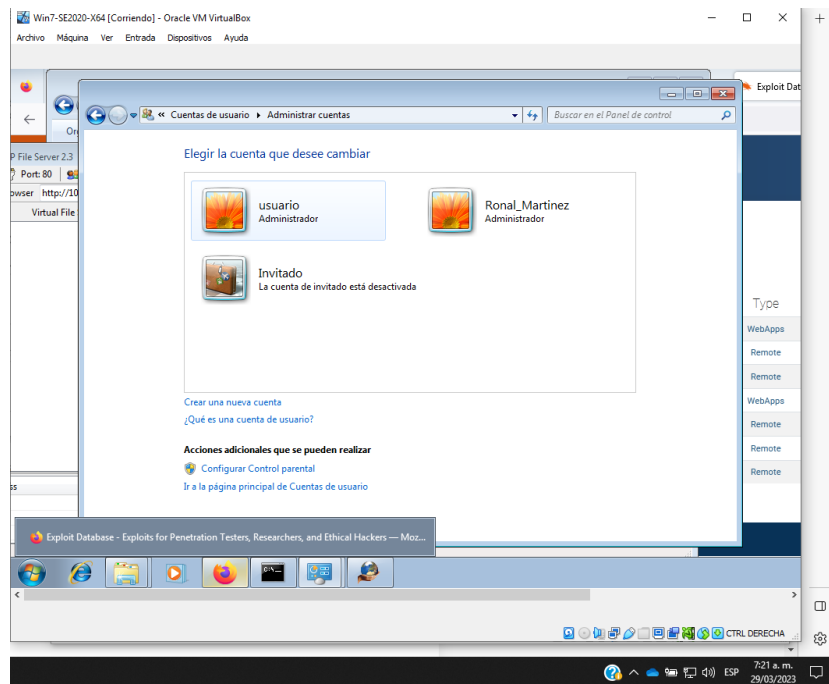 Win7-SE2020-X64 [Corriendo] - Oracle VM VirtualBox
Archivo Máquina Ver Entrada Dispositivos Ayuda
Exploit Dat
Cuentas de usuario Administrar cuentas
Buscar en el Panel de control
Or
P File Server 2.3
Port: 80
owser http://10
Virtual File
Elegir la cuenta que desee cambiar
usuario
Administrador
Ronal_Martinez
Administrador
Invitado
La cuenta de invitado está desactivada
Type
WebApps
Remote
Remote
WebApps
Remote
Remote
Remote
Crear una nueva cuenta
¿Qué es una cuenta de usuario?
Acciones adicionales que se pueden realizar
Configurar Control parental
Ir a la página principal de Cuentas de usuario
ss
Exploit Database - Exploits for Penetration Testers, Researchers, and Ethical Hackers — Moz...
CTRL DERECHA
ESP
7:21 a. m.
29/03/2023